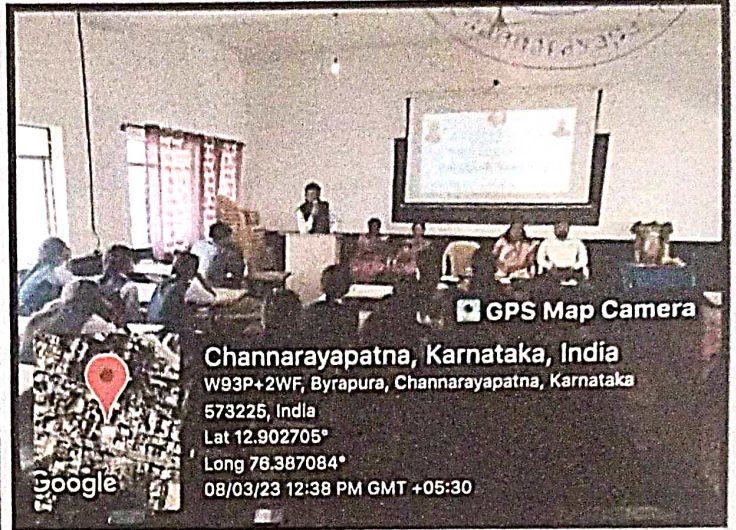 GPS Map Camera
Channarayapatna, Karnataka, India
W93P+2WF, Byrapura, Channarayapatna, Karnataka
573225, India
Lat 12.902705°
Long 76.387084°
08/03/23 12:38 PM GMT +05:30
Google